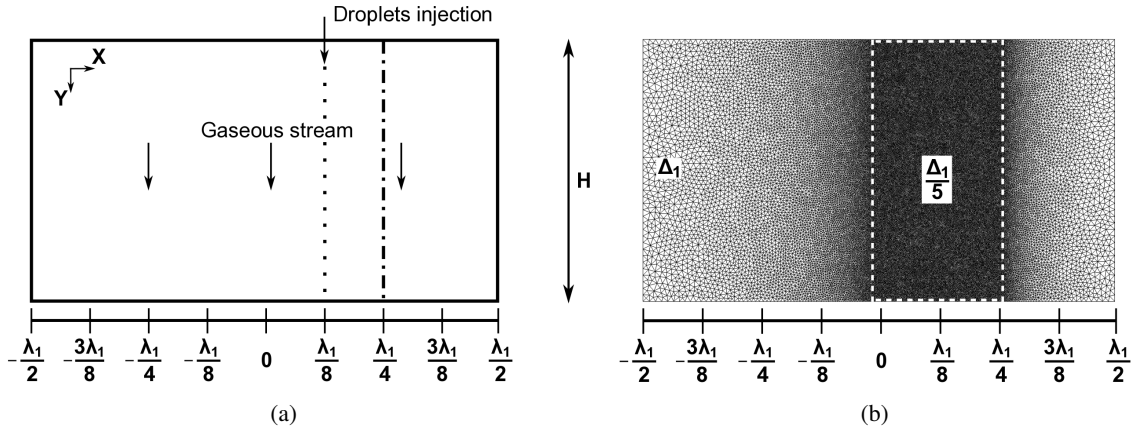 Droplets injection
X
Y
Gaseous stream
H
-λ₁/2 -3λ₁/8 -λ₁/4 -λ₁/8 0 λ₁/8 λ₁/4 3λ₁/8 λ₁/2
(a)
Δ₁
Δ₁/5
-λ₁/2 -3λ₁/8 -λ₁/4 -λ₁/8 0 λ₁/8 λ₁/4 3λ₁/8 λ₁/2
(b)